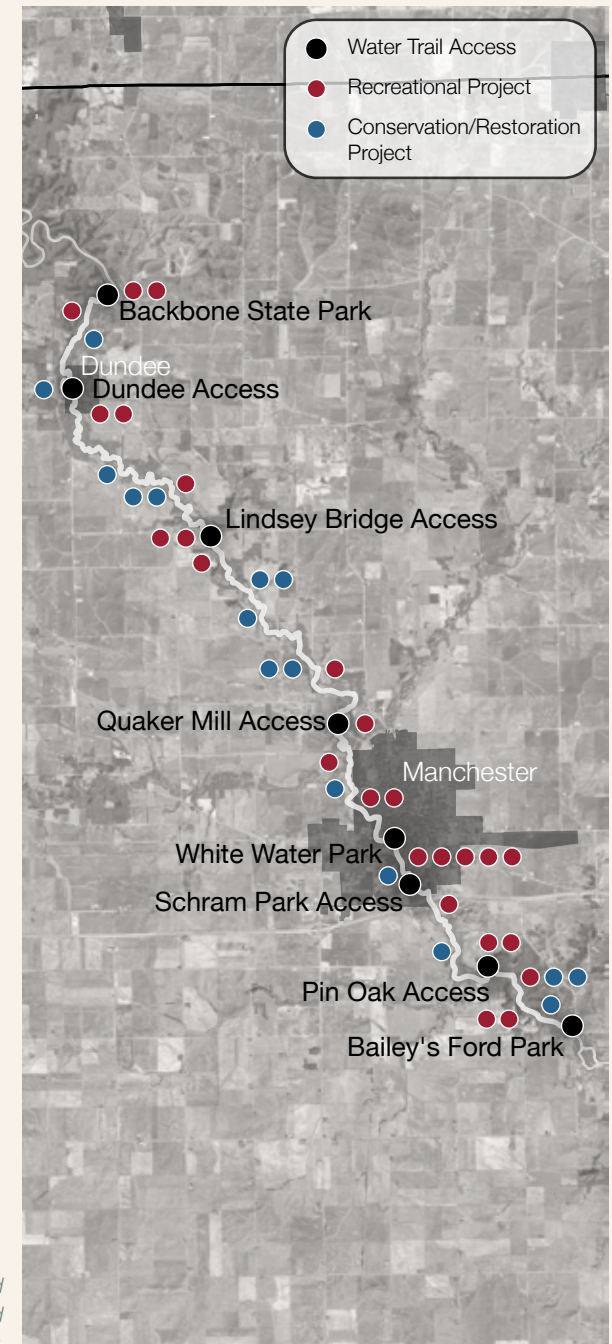 Water Trail Access
Recreational Project
Conservation/Restoration
Project
Backbone State Park
Dundee
Dundee Access
Lindsey Bridge Access
Quaker Mill Access
Manchester
White Water Park
Schram Park Access
Pin Oak Access
Bailey's Ford Park